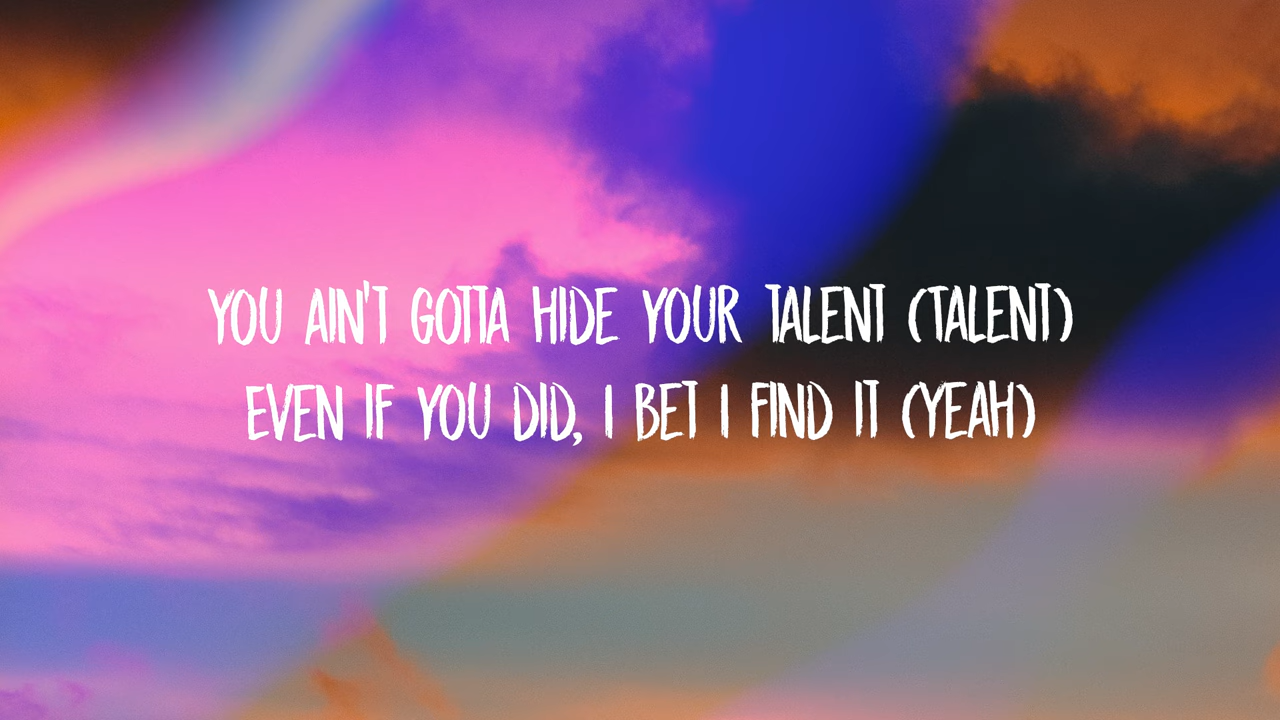 YOU AIN'T GOTTA HIDE YOUR TALENT (TALENT)
EVEN IF YOU DID, I BET I FIND IT (YEAH)